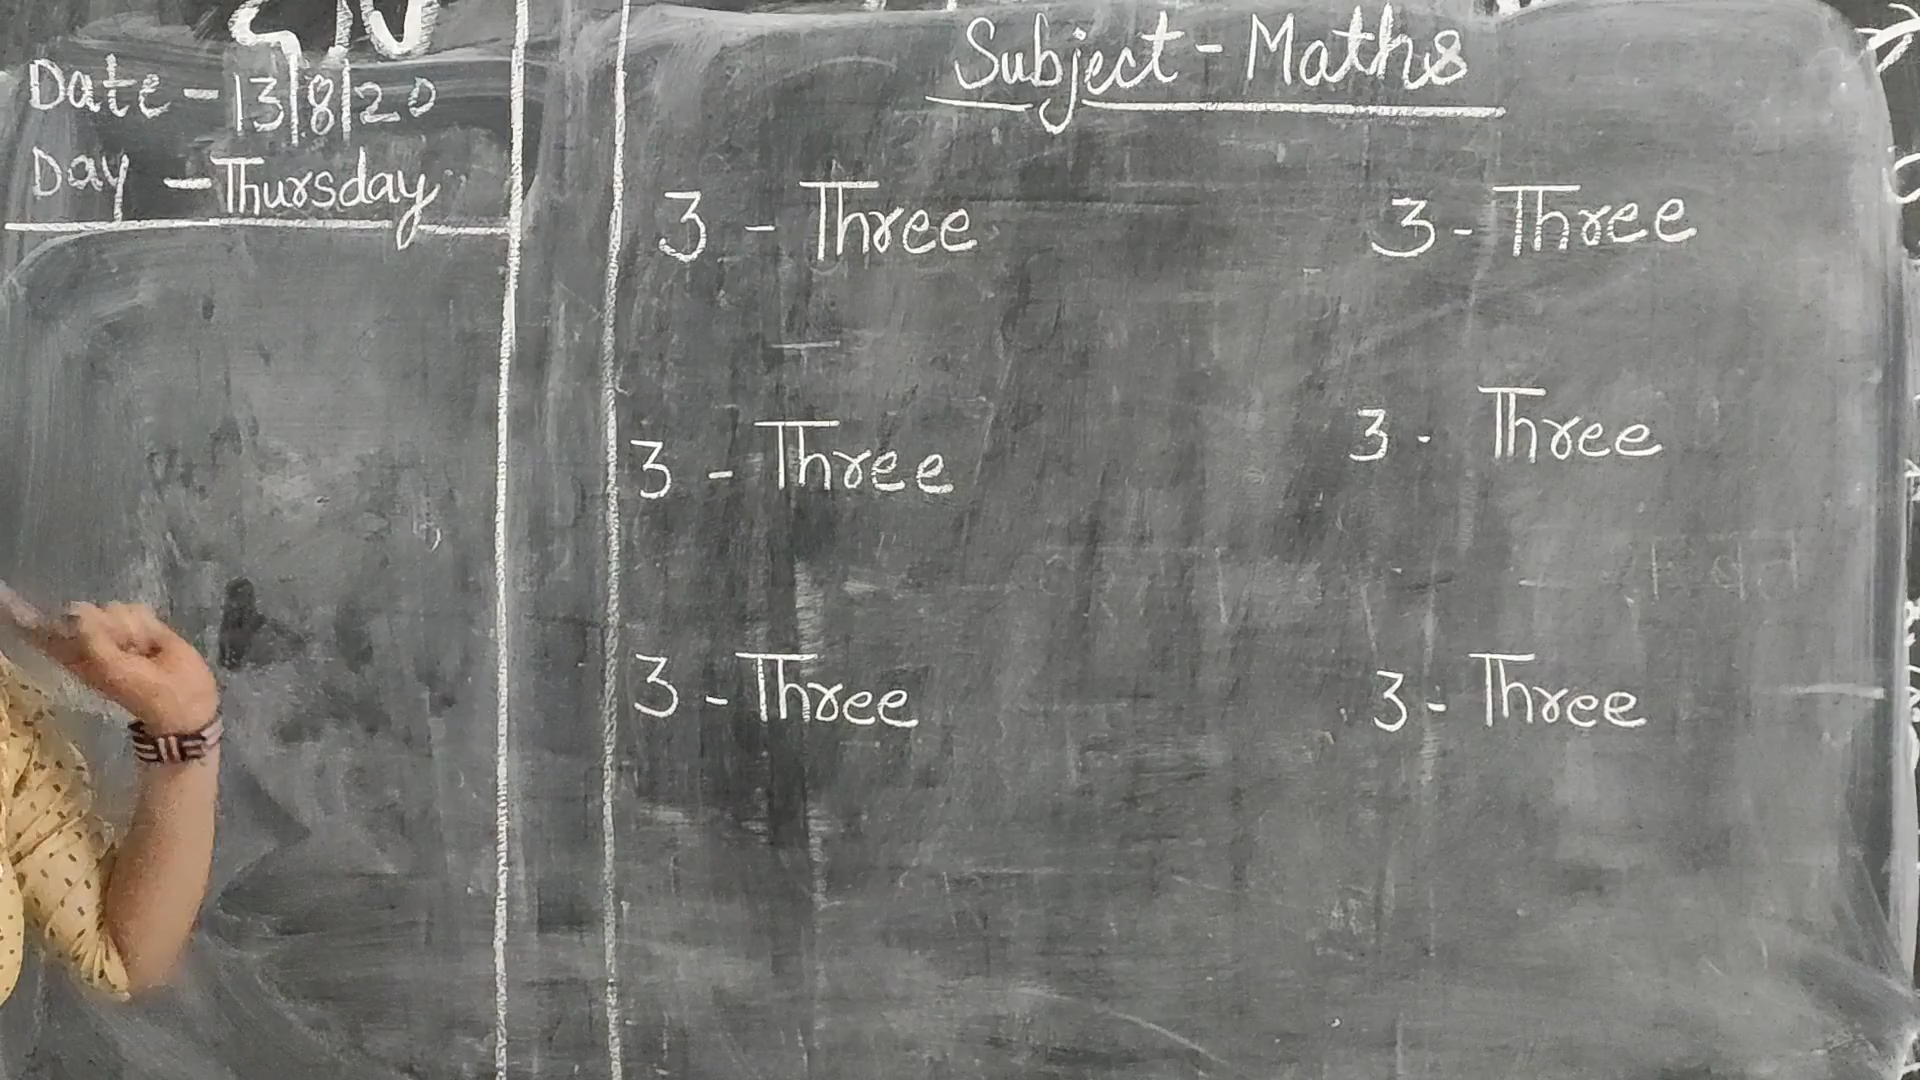 Date - 13|8|20
Day - Thursday
Subject - Maths
3 - Three
3 - Three
3 - Three
3 - Three
3 - Three
3 - Three